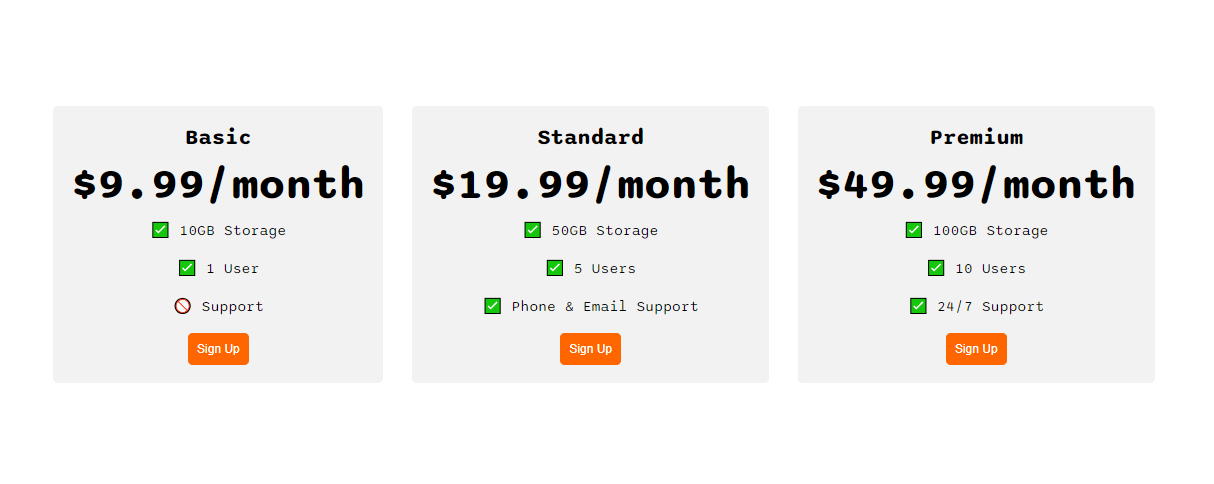 Basic
$9.99/month
✅ 10GB Storage
✅ 1 User
🚫 Support
Sign Up
Standard
$19.99/month
✅ 50GB Storage
✅ 5 Users
✅ Phone & Email Support
Sign Up
Premium
$49.99/month
✅ 100GB Storage
✅ 10 Users
✅ 24/7 Support
Sign Up